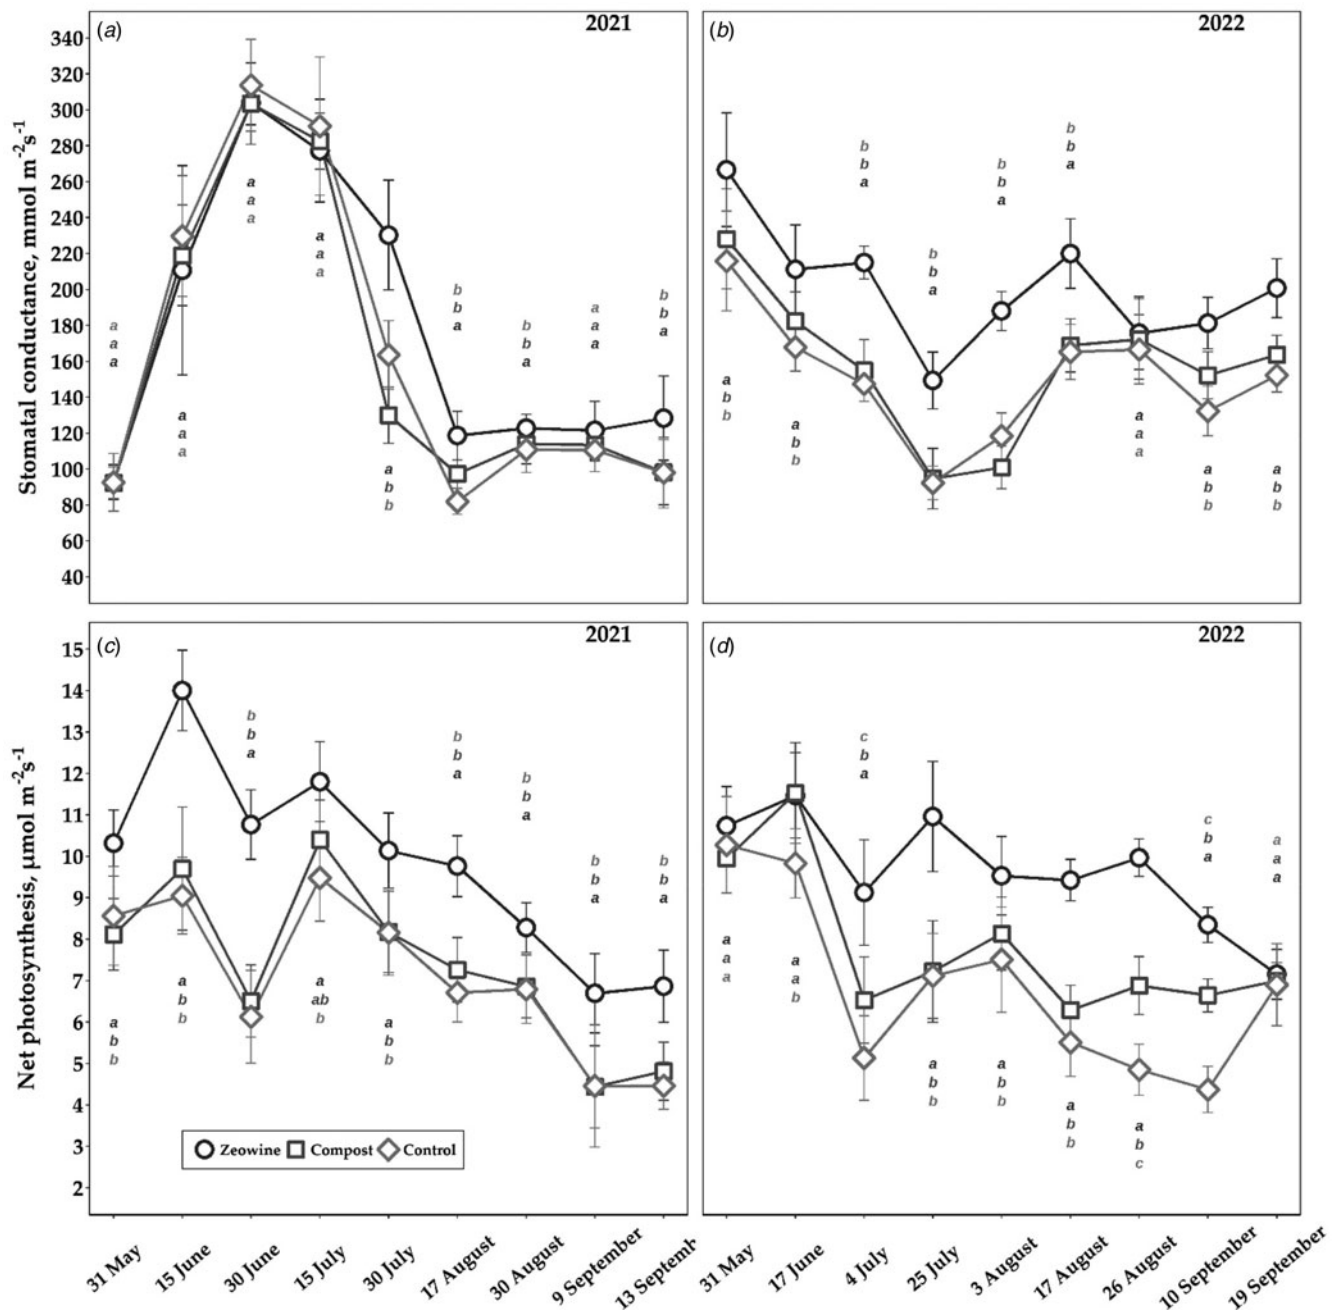 (a)
2021
Stomatal conductance, mmol m⁻²s⁻¹
340
320
300
280
260
240
220
200
180
160
140
120
100
80
60
40
a
a
a
a
a
a
a
a
a
a
a
a
a
b
b
b
b
a
b
b
a
a
a
a
b
b
a
(b)
2022
a
b
b
a
b
b
b
b
a
b
b
a
b
b
a
b
b
a
a
a
a
a
b
b
a
b
b
(c)
2021
Net photosynthesis, µmol m⁻²s⁻¹
15
14
13
12
11
10
9
8
7
6
5
4
3
2
a
b
b
a
b
b
b
b
a
a
ab
b
a
b
b
b
b
a
b
b
a
b
b
a
b
b
a
Zeowine Compost Control
31 May
15 June
30 June
15 July
30 July
17 August
30 August
9 September
13 Septemb
(d)
2022
a
a
a
a
a
b
c
b
a
a
b
b
a
b
b
a
b
b
a
b
c
c
b
a
a
a
a
31 May
17 June
4 July
25 July
3 August
17 August
26 August
10 September
19 September